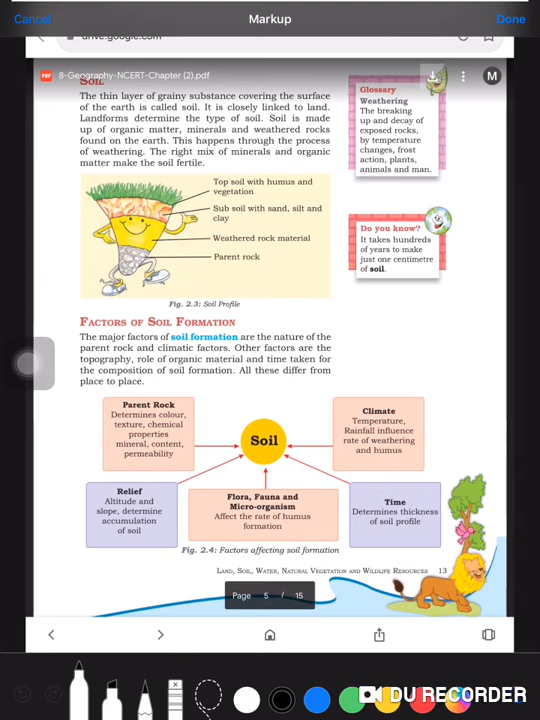 Cancel
Markup
Done
drive.google.com
SOIL
8-Geography-NCERT-Chapter (2).pdf
PDF
M
The thin layer of grainy substance covering the surface
of the earth is called soil. It is closely linked to land.
Landforms determine the type of soil. Soil is made
up of organic matter, minerals and weathered rocks
found on the earth. This happens through the process
of weathering. The right mix of minerals and organic
matter make the soil fertile.
Glossary
Weathering
The breaking
up and decay of
exposed rocks,
by temperature
changes, frost
action, plants,
animals and man.
Top soil with humus and
vegetation
Sub soil with sand, silt and
clay
Weathered rock material
Parent rock
Do you know?
It takes hundreds
of years to make
just one centimetre
of soil.
Fig. 2.3: Soil Profile
FACTORS OF SOIL FORMATION
The major factors of soil formation are the nature of the
parent rock and climatic factors. Other factors are the
topography, role of organic material and time taken for
the composition of soil formation. All these differ from
place to place.
Parent Rock
Determines colour,
texture, chemical
properties
mineral, content,
permeability
Soil
Climate
Temperature,
Rainfall influence
rate of weathering
and humus
Relief
Altitude and
slope, determine
accumulation
of soil
Flora, Fauna and
Micro-organism
Affect the rate of humus
formation
Time
Determines thickness
of soil profile
Fig. 2.4: Factors affecting soil formation
LAND, SOIL, WATER, NATURAL VEGETATION AND WILDLIFE RESOURCES 13
Page 5 / 15
DU RECORDER